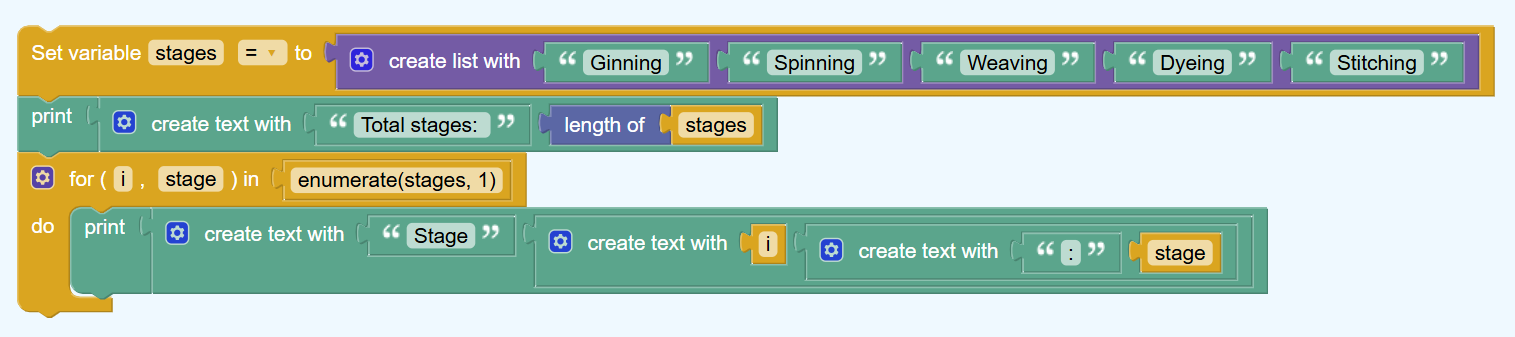 Set variable stages = to create list with “ Ginning ” “ Spinning ” “ Weaving ” “ Dyeing ” “ Stitching ”
print create text with “ Total stages: ” length of stages
for ( i , stage ) in enumerate(stages, 1)
do print create text with “ Stage ” create text with i create text with “ : ” stage